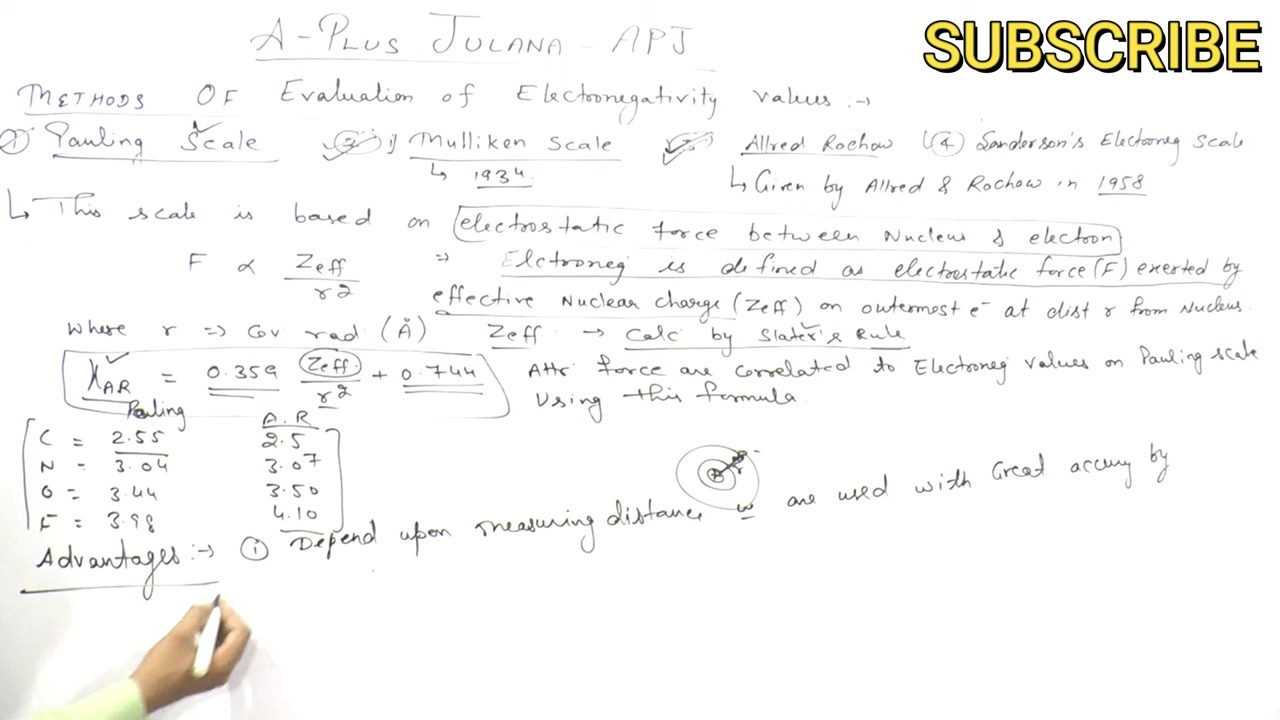 A-PLUS JULANA - APJ
SUBSCRIBE
METHODS OF Evaluation of Electronegativity values :→
① Pauling Scale ② ij Mulliken Scale Allred Rochow ④ Sanderson's Electroneg Scale
↳ 1934. ↳ Given by Allred & Rochow in 1958
↳ This scale is based on electrostatic force between Nucleus & electron
F ∝ Zeff / r2 ⇒ Elctroneg is defined as electrostatic force (F) exerted by
effective Nuclear charge (Zeff) on outermost e- at dist r from Nucleus.
Where r ⇒ Cov rad (Å) Zeff → Calc by Slater's Rule
XAR = 0.359 Zeff / r2 + 0.744 Attr force are correlated to Electroneg values on Pauling scale
Using this formula.
Pauling A.R
C = 2.55 2.5
N = 3.04 3.07
O = 3.44 3.50
F = 3.98 4.10
+ r -
Advantages :→ ① Depend upon measuring distance w are used with Great by